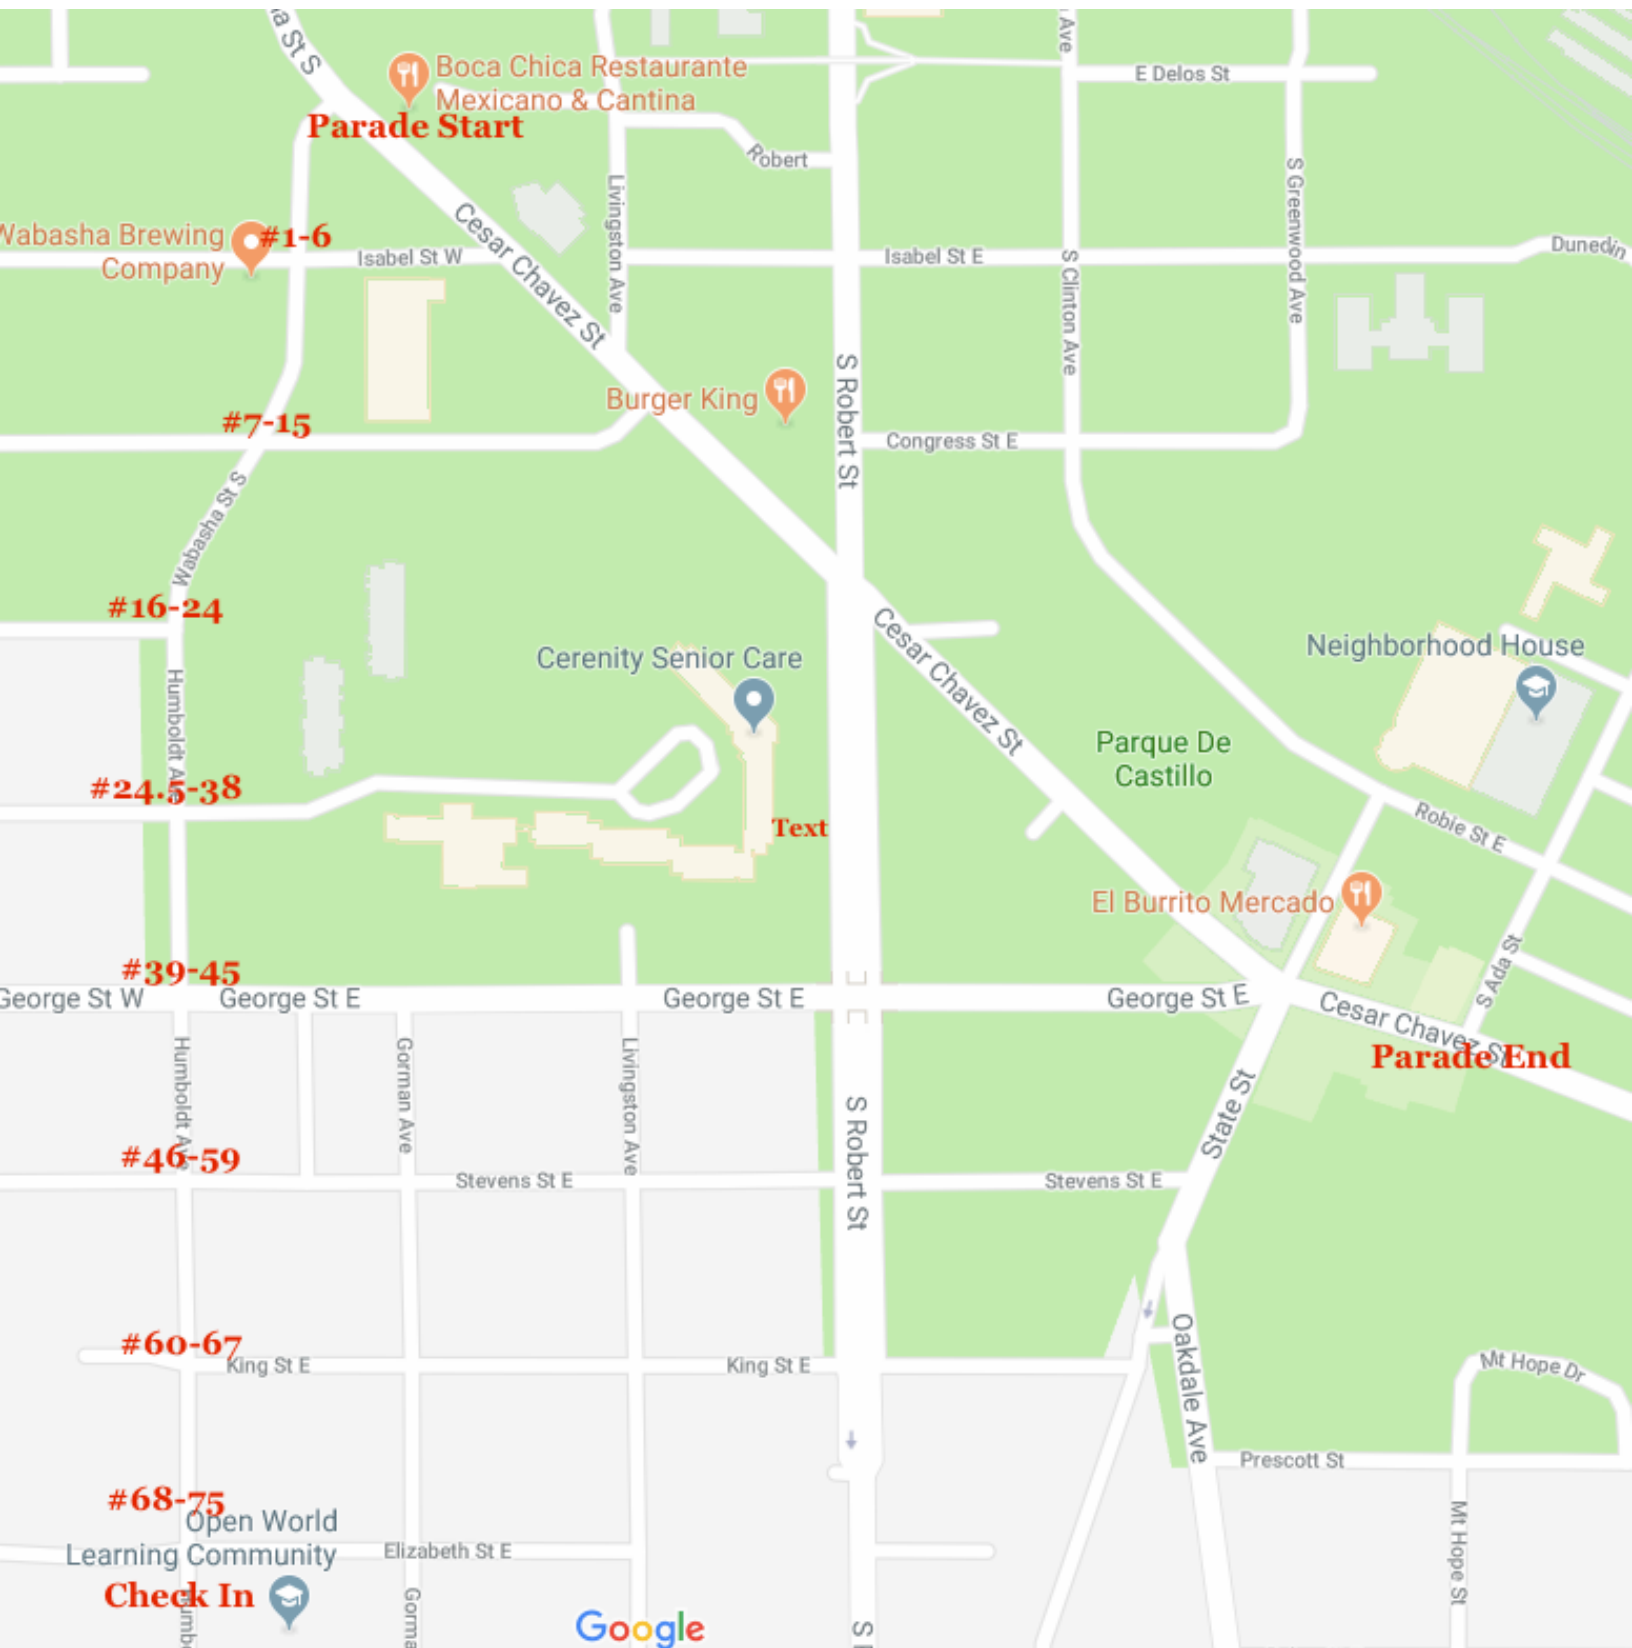 a St S
Boca Chica Restaurante
Mexicano & Cantina
Parade Start
Ave
E Delos St
Robert
Livingston Ave
S Greenwood Ave
Wabasha Brewing
Company
#1-6
Isabel St W
Cesar Chavez St
Isabel St E
S Clinton Ave
Dunedin
Burger King
S Robert St
Congress St E
#7-15
Wabasha St S
#16-24
Humboldt Ave
Cerenity Senior Care
Cesar Chavez St
Neighborhood House
Parque De
Castillo
#24.5-38
Text
Robie St E
El Burrito Mercado
S Ada St
#39-45
George St W
George St E
George St E
George St E
Cesar Chavez St
Parade End
Humboldt Ave
Gorman Ave
Livingston Ave
S Robert St
State St
#46-59
Stevens St E
Stevens St E
#60-67
King St E
King St E
Oakdale Ave
Mt Hope Dr
Prescott St
#68-75
Open World
Learning Community
Elizabeth St E
Mt Hope St
Check In
Humbo
Gorma
Google
S